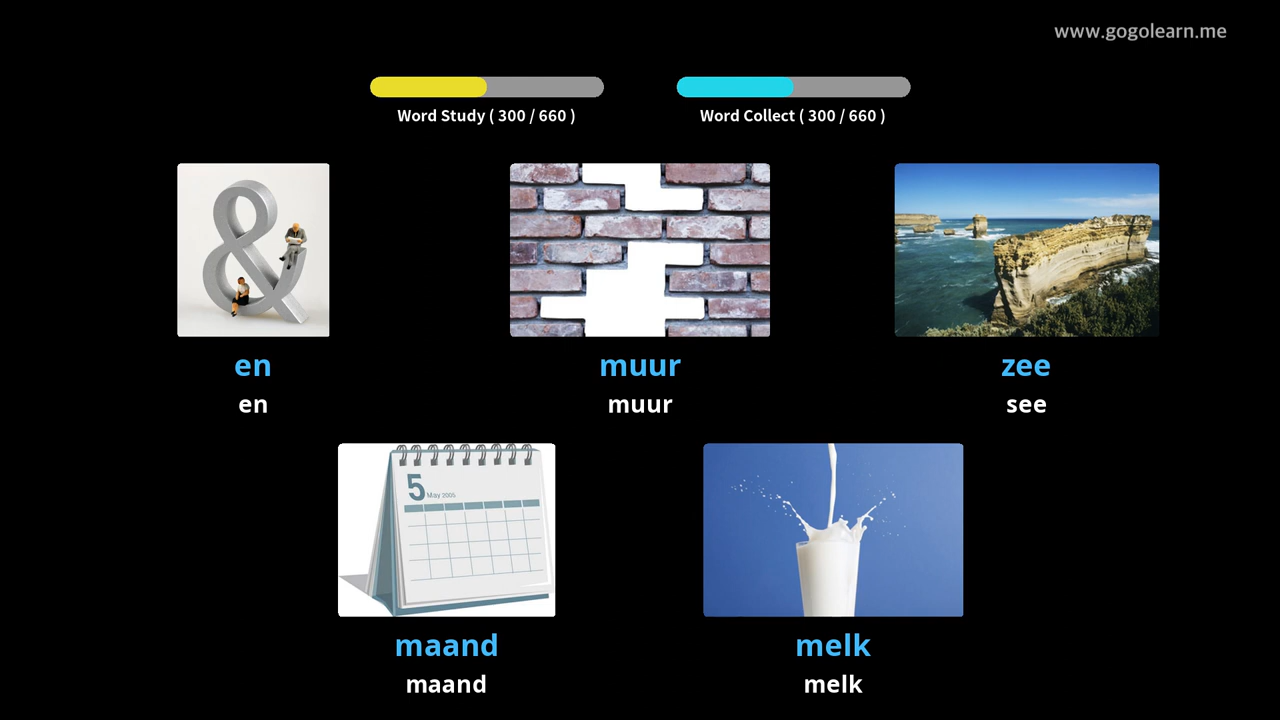 www.gogolearn.me
Word Study ( 300 / 660 )
Word Collect ( 300 / 660 )
&
en
en
muur
muur
zee
see
5 May 2005
maand
maand
melk
melk